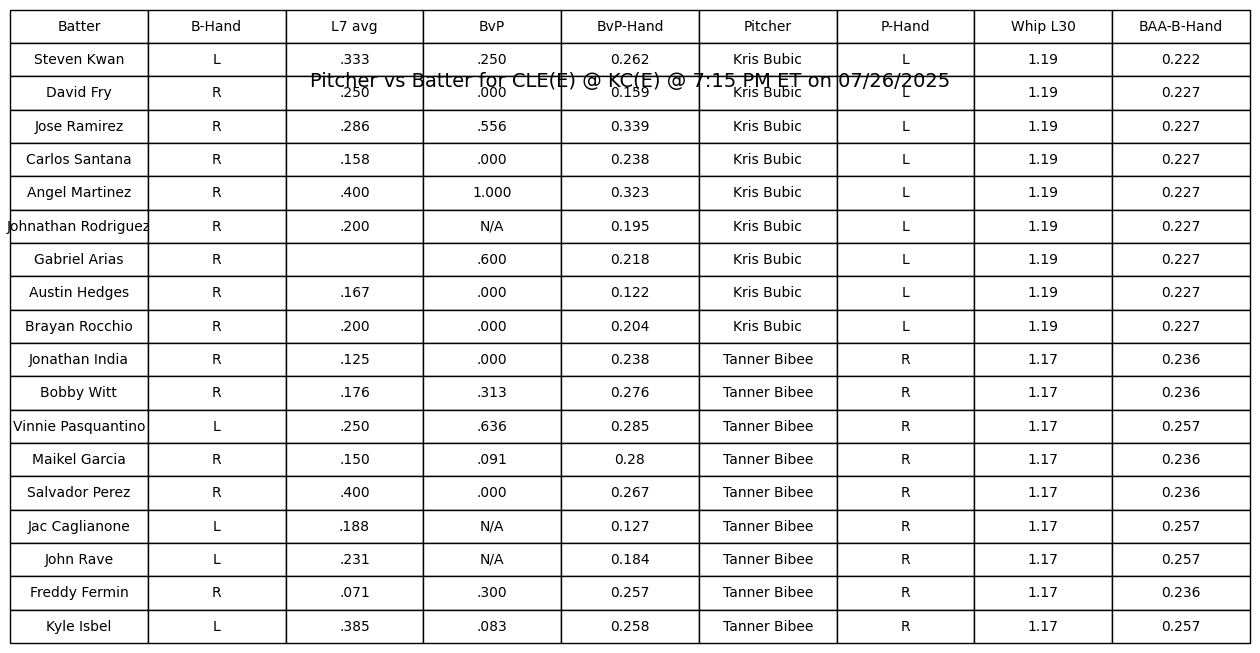 Batter B-Hand L7 avg BvP BvP-Hand Pitcher P-Hand Whip L30 BAA-B-Hand
Steven Kwan L .333 .250 0.262 Kris Bubic L 1.19 0.222
Pitcher vs Batter for CLE(E) @ KC(E) @ 7:15 PM ET on 07/26/2025
David Fry R .250 .000 0.159 Kris Bubic L 1.19 0.227
Jose Ramirez R .286 .556 0.339 Kris Bubic L 1.19 0.227
Carlos Santana R .158 .000 0.238 Kris Bubic L 1.19 0.227
Angel Martinez R .400 1.000 0.323 Kris Bubic L 1.19 0.227
Johnathan Rodriguez R .200 N/A 0.195 Kris Bubic L 1.19 0.227
Gabriel Arias R .600 0.218 Kris Bubic L 1.19 0.227
Austin Hedges R .167 .000 0.122 Kris Bubic L 1.19 0.227
Brayan Rocchio R .200 .000 0.204 Kris Bubic L 1.19 0.227
Jonathan India R .125 .000 0.238 Tanner Bibee R 1.17 0.236
Bobby Witt R .176 .313 0.276 Tanner Bibee R 1.17 0.236
Vinnie Pasquantino L .250 .636 0.285 Tanner Bibee R 1.17 0.257
Maikel Garcia R .150 .091 0.28 Tanner Bibee R 1.17 0.236
Salvador Perez R .400 .000 0.267 Tanner Bibee R 1.17 0.236
Jac Caglianone L .188 N/A 0.127 Tanner Bibee R 1.17 0.257
John Rave L .231 N/A 0.184 Tanner Bibee R 1.17 0.257
Freddy Fermin R .071 .300 0.257 Tanner Bibee R 1.17 0.236
Kyle Isbel L .385 .083 0.258 Tanner Bibee R 1.17 0.257